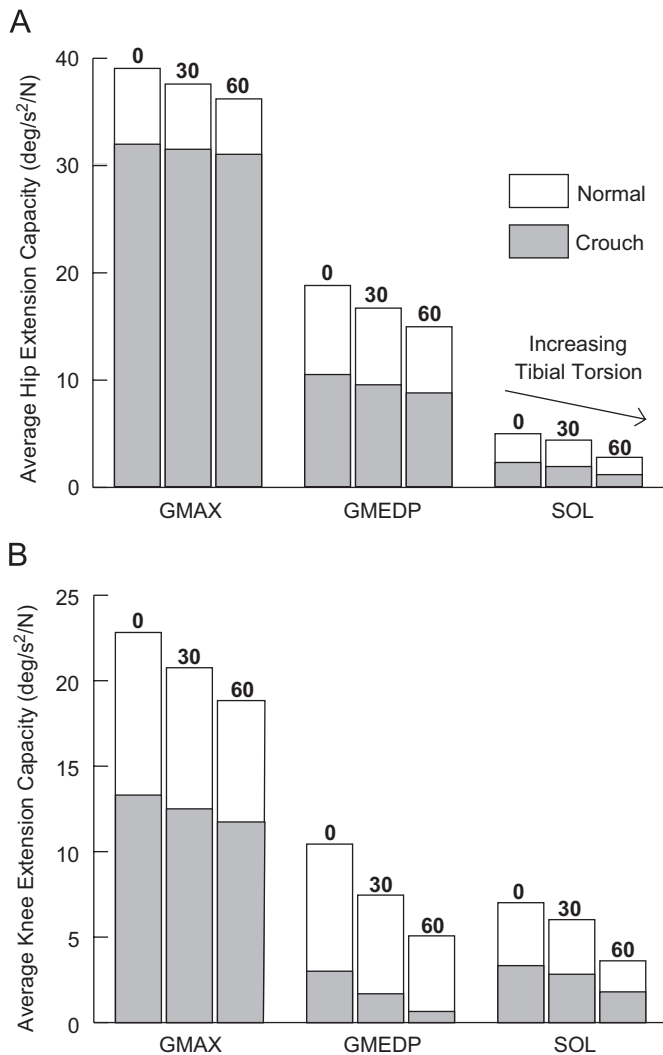 A
Average Hip Extension Capacity (deg/s²/N)
40
30
20
10
0
0
30
60
0
30
60
0
30
60
Normal
Crouch
Increasing
Tibial Torsion
GMAX
GMEDP
SOL
B
Average Knee Extension Capacity (deg/s²/N)
25
20
15
10
5
0
0
30
60
0
30
60
0
30
60
GMAX
GMEDP
SOL